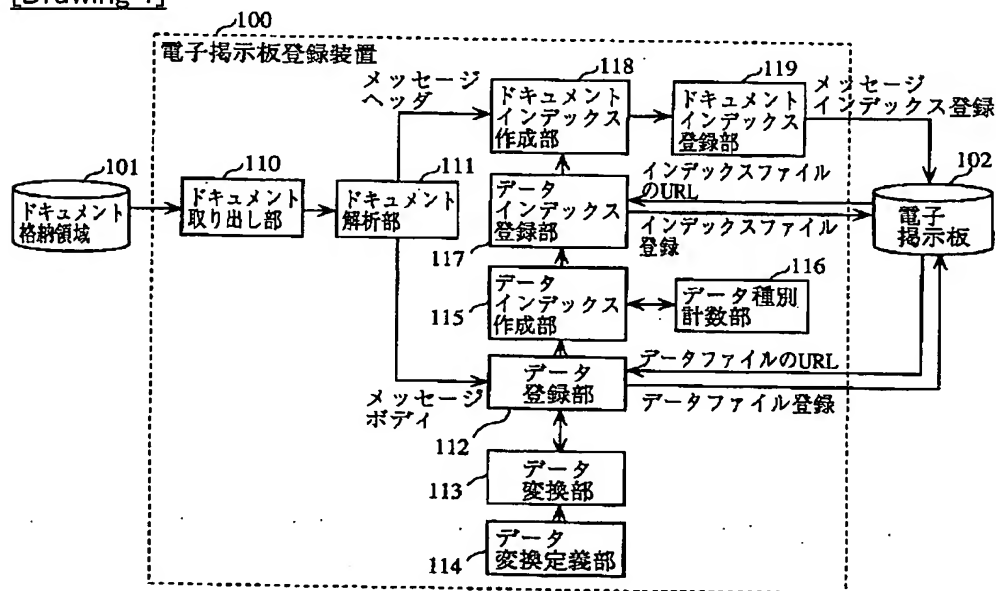 100
電子掲示板登録装置
メッセージ
ヘッダ
118
ドキュメント
インデックス
作成部
119
ドキュメント
インデックス
登録部
メッセージ
インデックス登録
101
ドキュメント
格納領域
110
ドキュメント
取り出し部
111
ドキュメント
解析部
データ
インデックス
登録部
117
インデックスファイル
のURL
インデックスファイル
登録
102
電子
掲示板
データ
インデックス
作成部
115
116
データ種別
計数部
メッセージ
ボディ
データ
登録部
112
データファイルのURL
データファイル登録
データ
変換部
113
データ
変換定義部
114